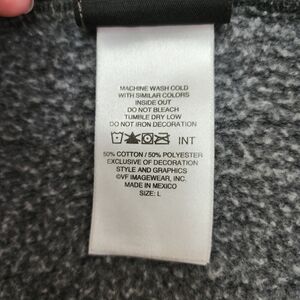 MACHINE WASH COLD
WITH SIMILAR COLORS
INSIDE OUT
DO NOT BLEACH
TUMBLE DRY LOW
DO NOT IRON DECORATION
INT
50% COTTON / 50% POLYESTER
EXCLUSIVE OF DECORATION
STYLE AND GRAPHICS
©VF IMAGEWEAR, INC.
MADE IN MEXICO
SIZE: L